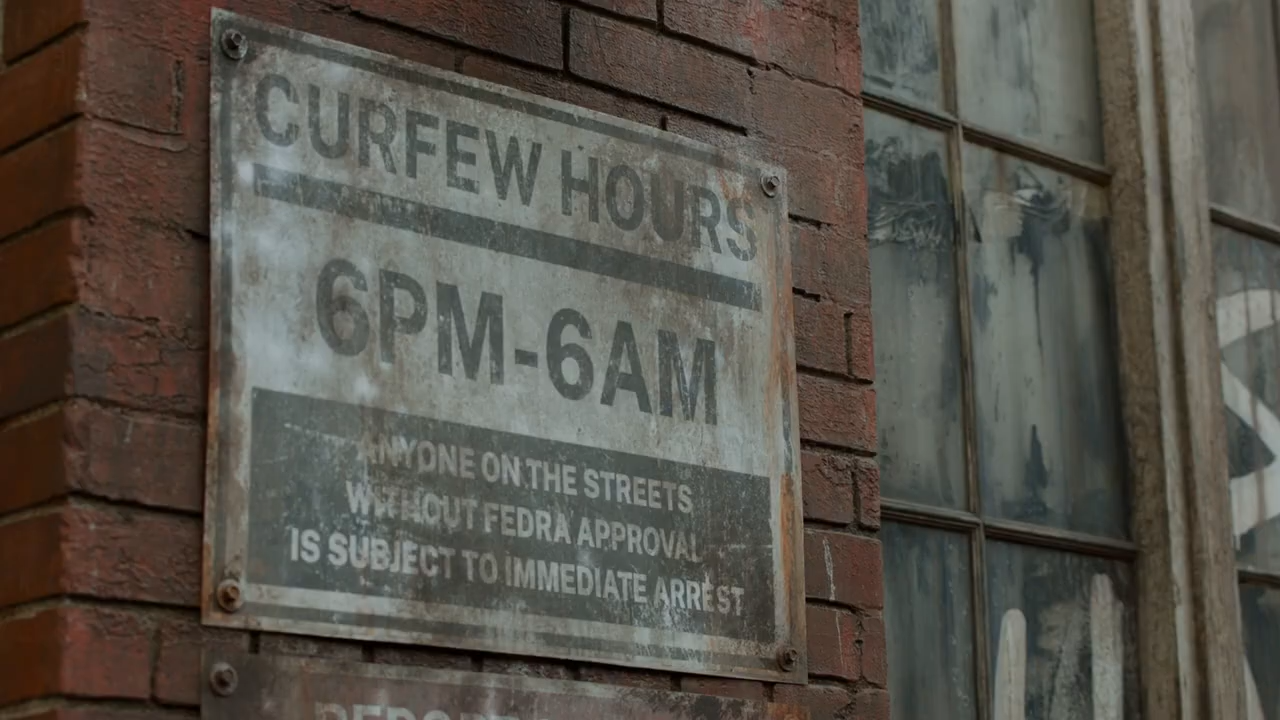 CURFEW HOURS
6PM-6AM
ANYONE ON THE STREETS
WITHOUT FEDRA APPROVAL
IS SUBJECT TO IMMEDIATE ARREST